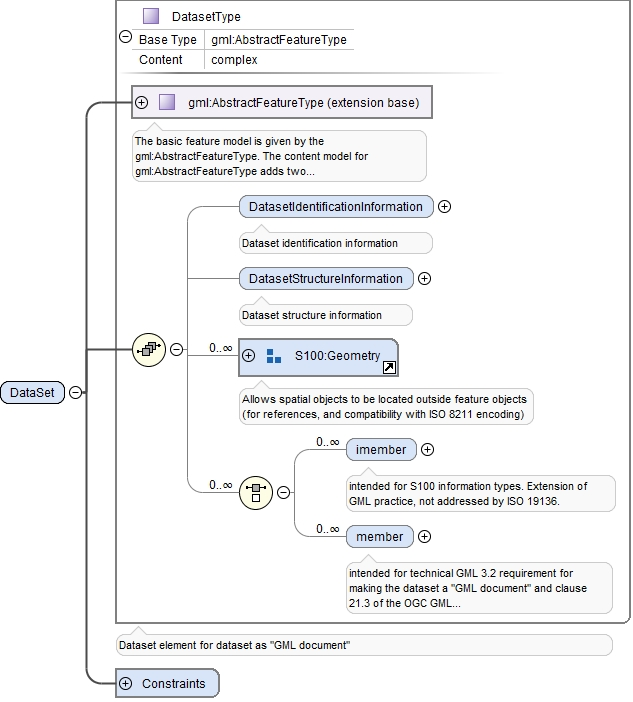 DatasetType
Base Type gml:AbstractFeatureType
Content complex
gml:AbstractFeatureType (extension base)
The basic feature model is given by the
gml:AbstractFeatureType. The content model for
gml:AbstractFeatureType adds two...
DatasetIdentificationInformation
Dataset identification information
DatasetStructureInformation
Dataset structure information
0..∞
S100:Geometry
Allows spatial objects to be located outside feature objects
(for references, and compatibility with ISO 8211 encoding)
DataSet
0..∞
0..∞
imember
intended for S100 information types. Extension of
GML practice, not addressed by ISO 19136.
0..∞
member
intended for technical GML 3.2 requirement for
making the dataset a "GML document" and clause
21.3 of the OGC GML...
Dataset element for dataset as "GML document"
Constraints